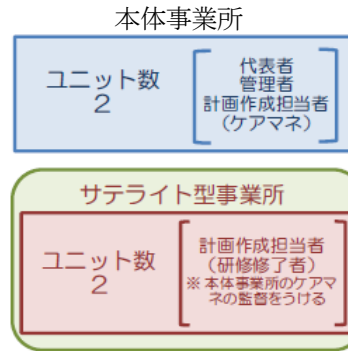 本体事業所
ユニット数
2
代表者
管理者
計画作成担当者
(ケアマネ)
サテライト型事業所
ユニット数
2
計画作成担当者
(研修修了者)
※ 本体事業所のケアマ
ネの監督をうける